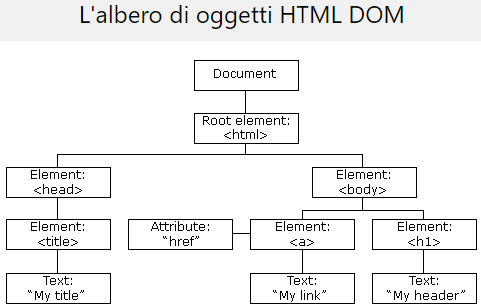 L'albero di oggetti HTML DOM
Document
Root element:
<html>
Element:
<head>
Element:
<body>
Element:
<title>
Attribute:
“href”
Element:
<a>
Element:
<h1>
Text:
“My title”
Text:
“My link”
Text:
“My header”